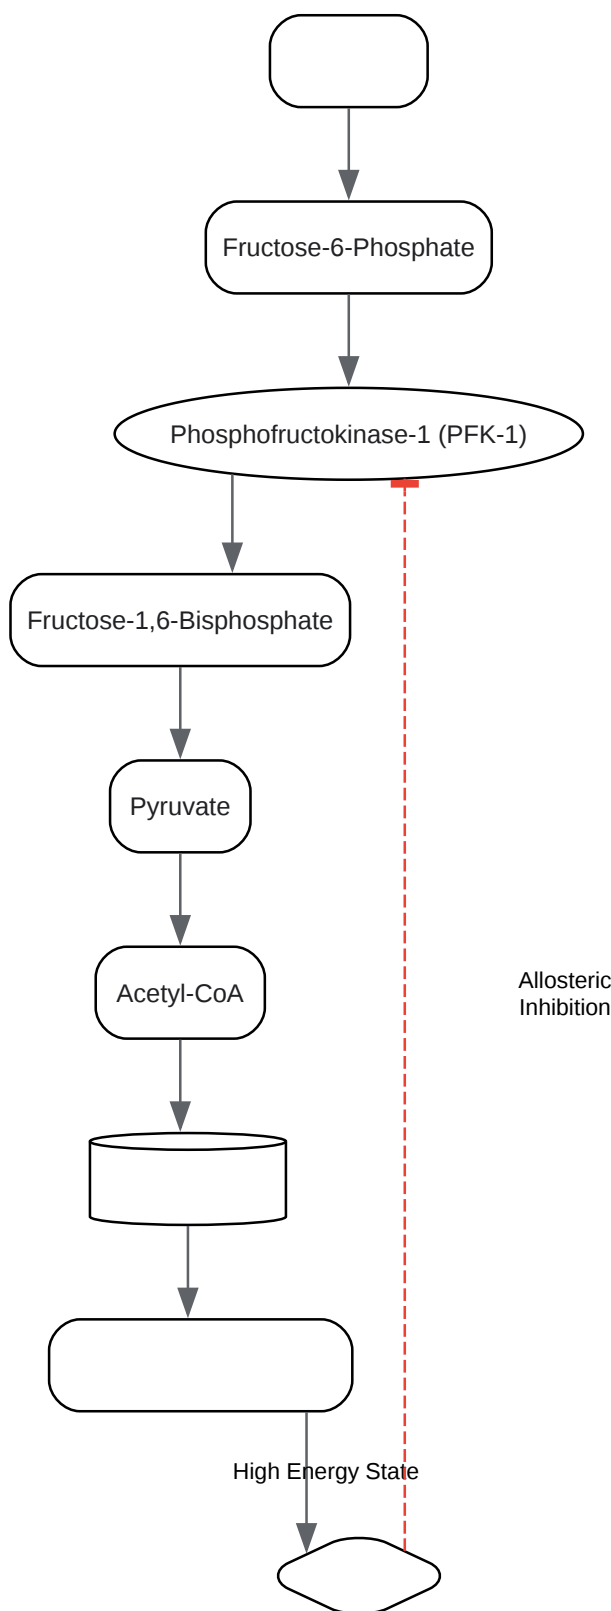 Fructose-6-Phosphate
Phosphofructokinase-1 (PFK-1)
Fructose-1,6-Bisphosphate
Pyruvate
Acetyl-CoA
Allosteric
Inhibition
High Energy State